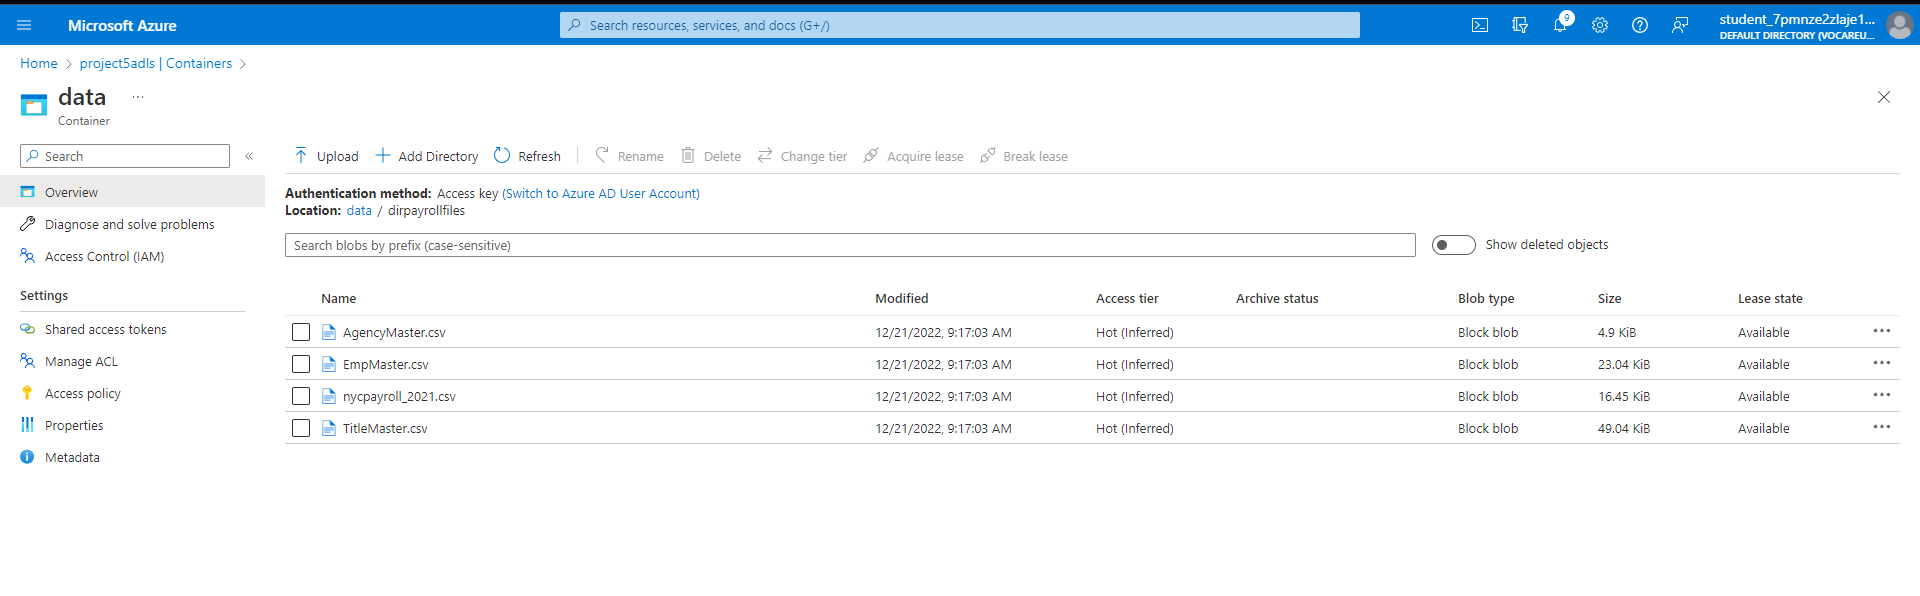 Microsoft Azure
Search resources, services, and docs (G+/)
9
student_7pmnze2zlaje1...
DEFAULT DIRECTORY (VOCAREU...
Home > project5adls | Containers >
data ...
Container
Search «
Upload Add Directory Refresh Rename Delete Change tier Acquire lease Break lease
Overview
Diagnose and solve problems
Access Control (IAM)
Settings
Shared access tokens
Manage ACL
Access policy
Properties
Metadata
Authentication method: Access key (Switch to Azure AD User Account)
Location: data / dirpayrollfiles
Search blobs by prefix (case-sensitive)
Show deleted objects
Name Modified Access tier Archive status Blob type Size Lease state
AgencyMaster.csv 12/21/2022, 9:17:03 AM Hot (Inferred) Block blob 4.9 KiB Available ...
EmpMaster.csv 12/21/2022, 9:17:03 AM Hot (Inferred) Block blob 23.04 KiB Available ...
nycpayroll_2021.csv 12/21/2022, 9:17:03 AM Hot (Inferred) Block blob 16.45 KiB Available ...
TitleMaster.csv 12/21/2022, 9:17:03 AM Hot (Inferred) Block blob 49.04 KiB Available ...